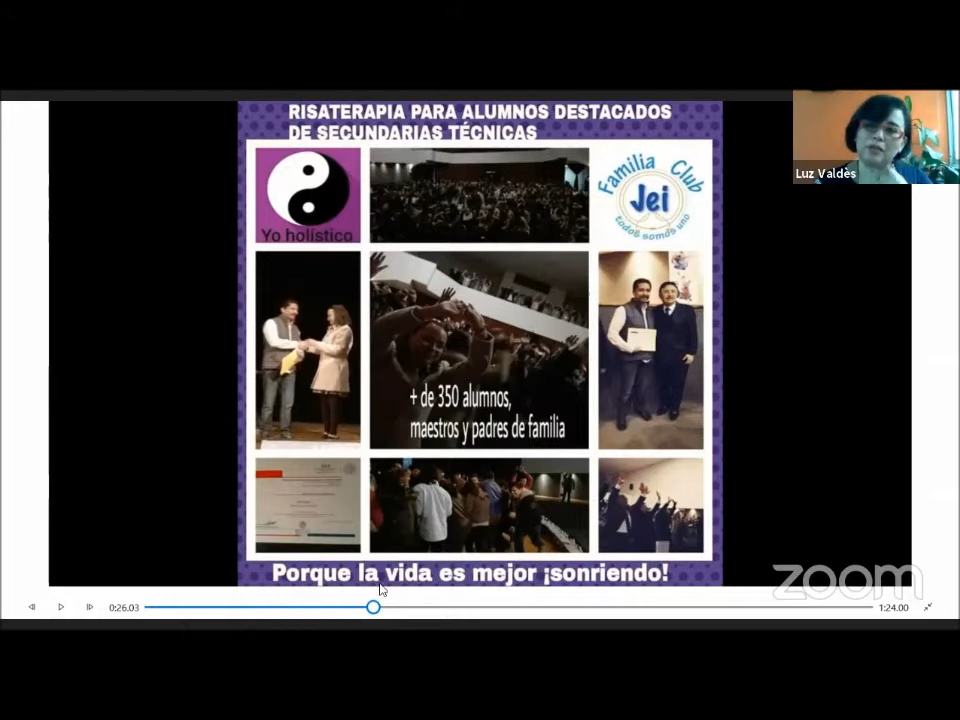 RISATERAPIA PARA ALUMNOS DESTACADOS
DE SECUNDARIAS TÉCNICAS
Yo holístico
Familia Club
Jei
todos somos uno
Luz Valdès
+ de 350 alumnos,
maestros y padres de familia
Porque la vida es mejor ¡sonriendo!
zoom
0:26.03
1:24.00